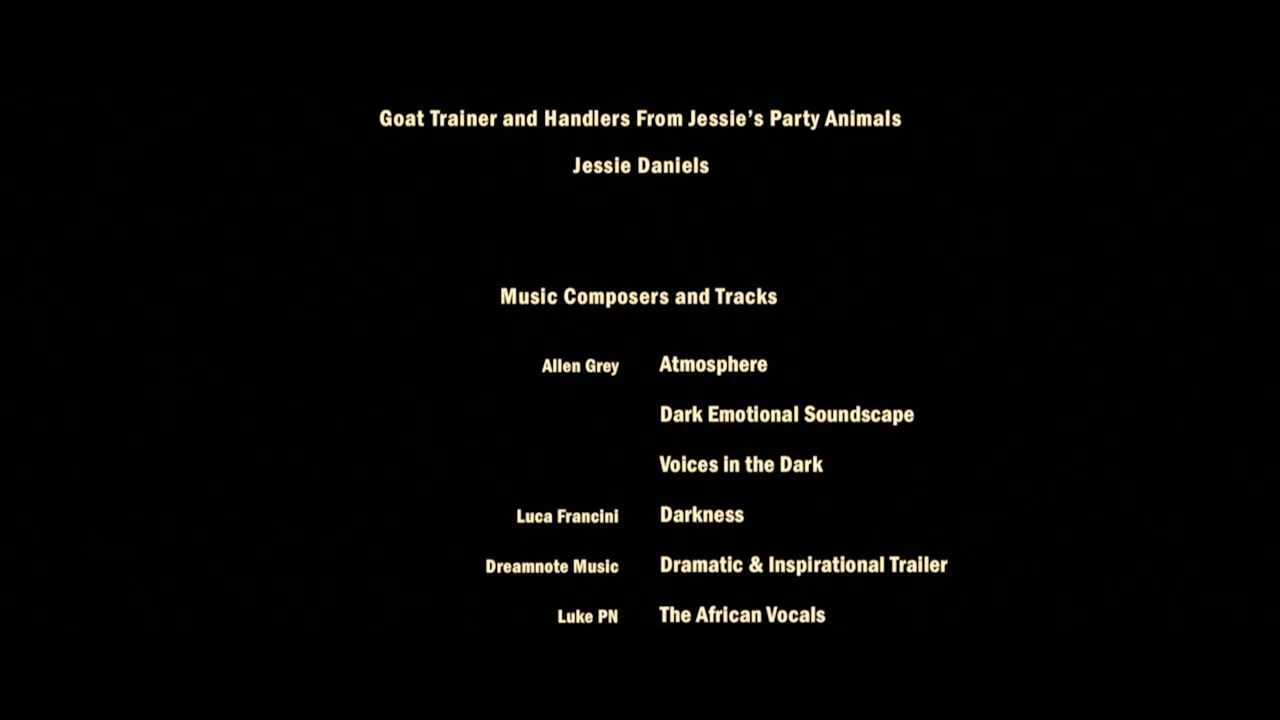 Goat Trainer and Handlers From Jessie’s Party Animals
Jessie Daniels
Music Composers and Tracks
Allen Grey Atmosphere
Dark Emotional Soundscape
Voices in the Dark
Luca Francini Darkness
Dreamnote Music Dramatic & Inspirational Trailer
Luke PN The African Vocals